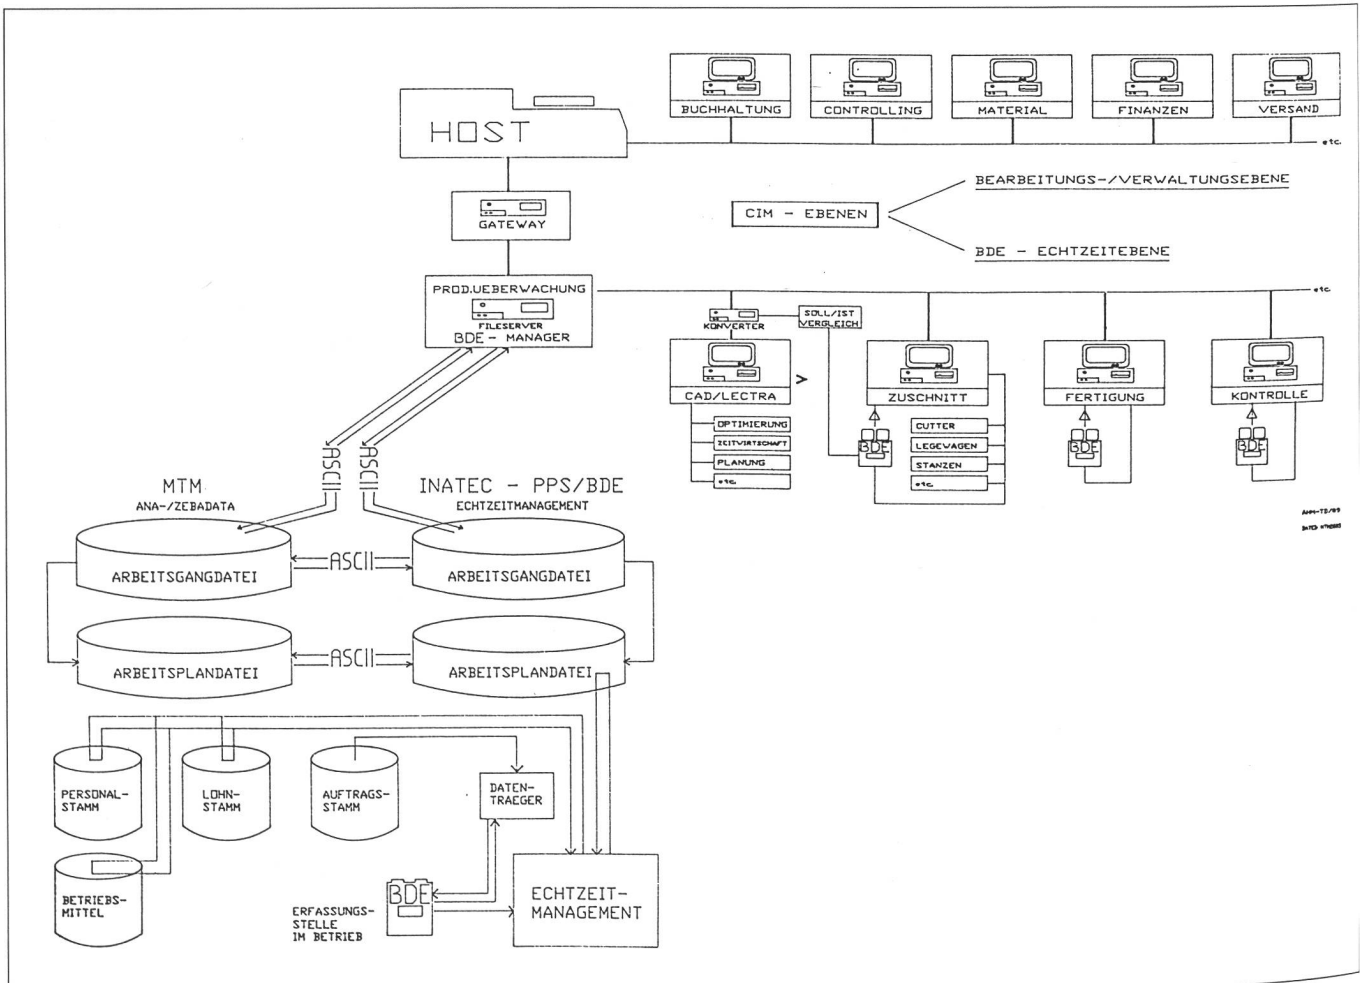 HOST
BUCHHALTUNG
CONTROLLING
MATERIAL
FINANZEN
VERSAND
etc.
GATEWAY
CIM - EBENEN
BEARBEITUNGS-/VERWALTUNGSEBENE
BDE - ECHTZEITEBENE
PROD.UEBERWACHUNG
FILESERVER
BDE- MANAGER
etc.
KONVERTER
SOLL/IST
VERGLEICH
CAD/LECTRA
>
ZUSCHNITT
FERTIGUNG
KONTROLLE
OPTIMIERUNG
ZEITWIRTSCHAFT
PLANUNG
etc.
BDE
CUTTER
LEGEWAGEN
STANZEN
etc.
BDE
BDE
ASCII
ASCII
MTM
ANA-/ZEBADATA
INATEC - PPS/BDE
ECHTZEITMANAGEMENT
ARBEITSGANGDATEI
ASCII
ARBEITSGANGDATEI
ARBEITSPLANDATEI
ASCII
ARBEITSPLANDATEI
PERSONAL-
STAMM
LOHN-
STAMM
AUFTRAGS-
STAMM
DATEN-
TRAEGER
BETRIEBS-
MITTEL
ERFASSUNGS-
STELLE
IM BETRIEB
BDE
ECHTZEIT-
MANAGEMENT